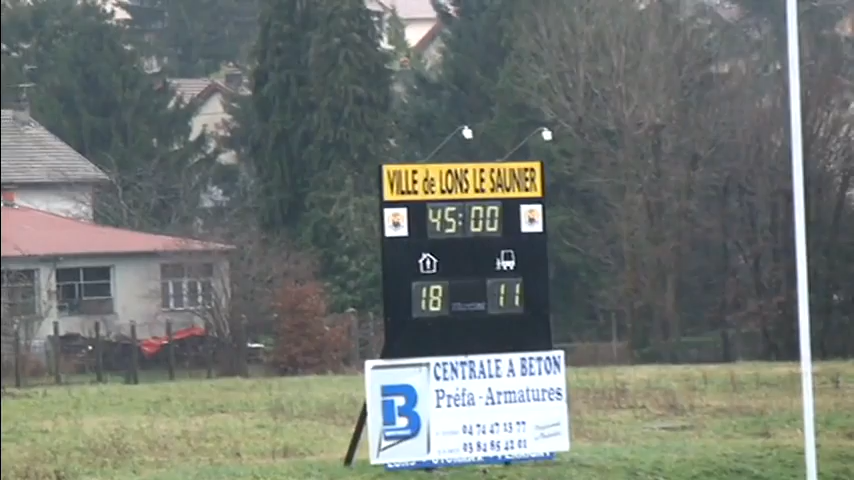 VILLE de LONS LE SAUNIER
45:00
18 11
CENTRALE A BETON
Préfa-Armatures
B
04 74 47 13 77
03 84 85 42 01